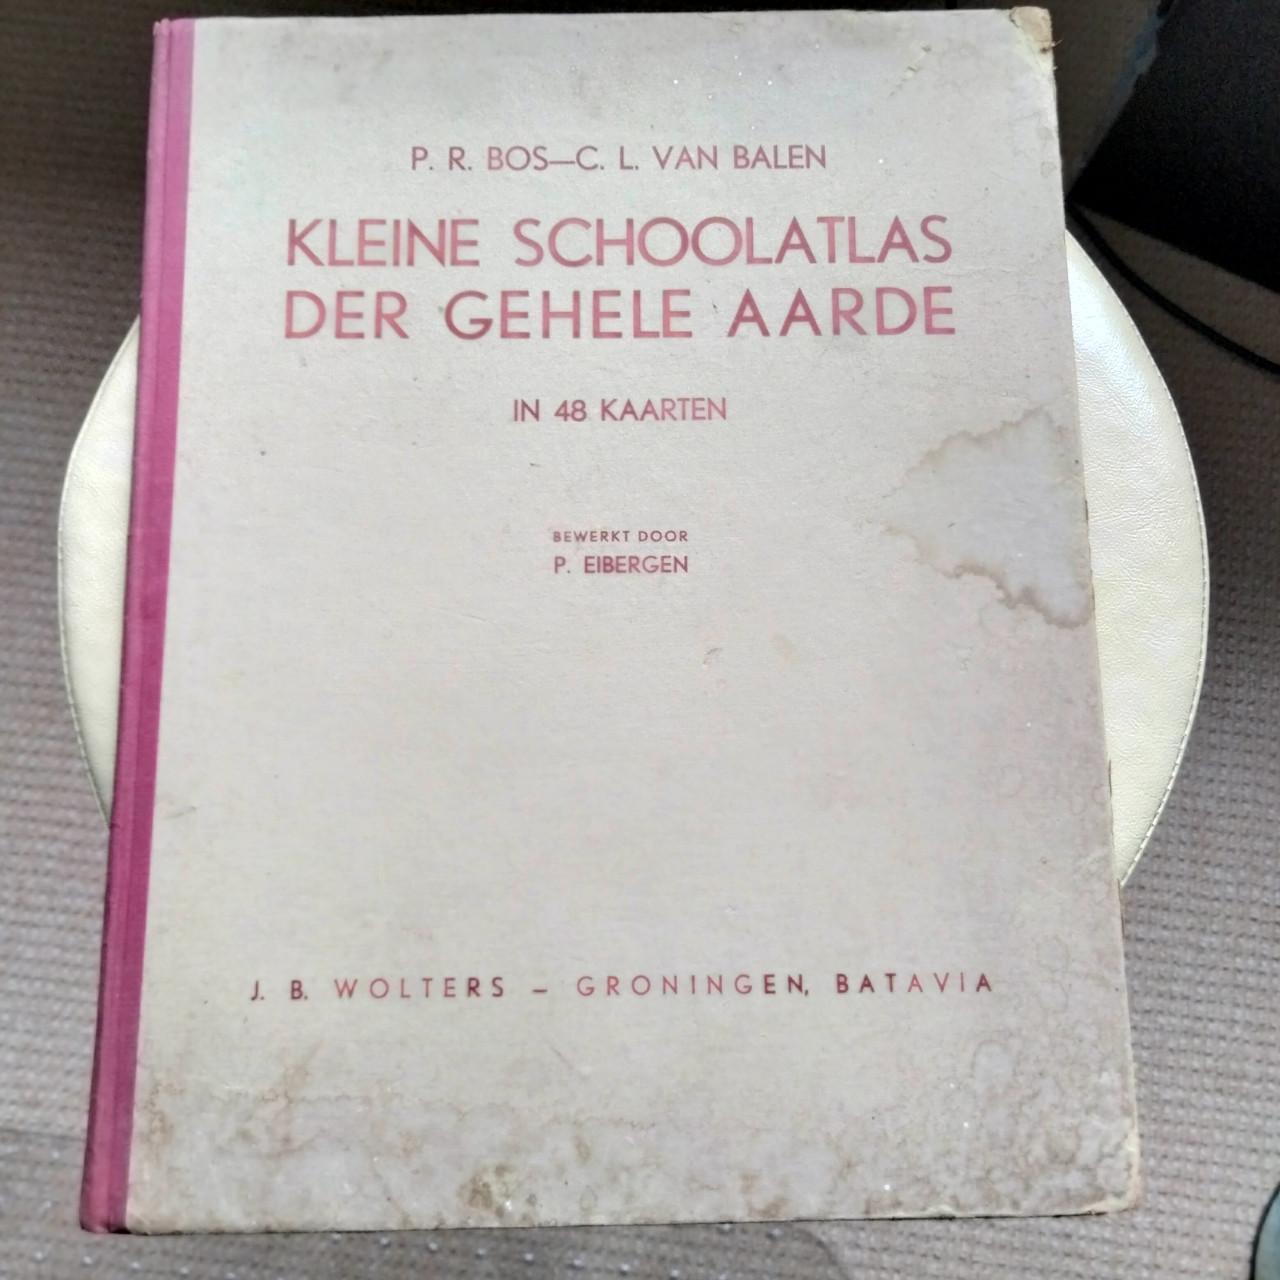 P. R. BOS—C. L. VAN BALEN
KLEINE SCHOOLATLAS
DER GEHELE AARDE
IN 48 KAARTEN
BEWERKT DOOR
P. EIBERGEN
J. B. WOLTERS – GRONINGEN, BATAVIA